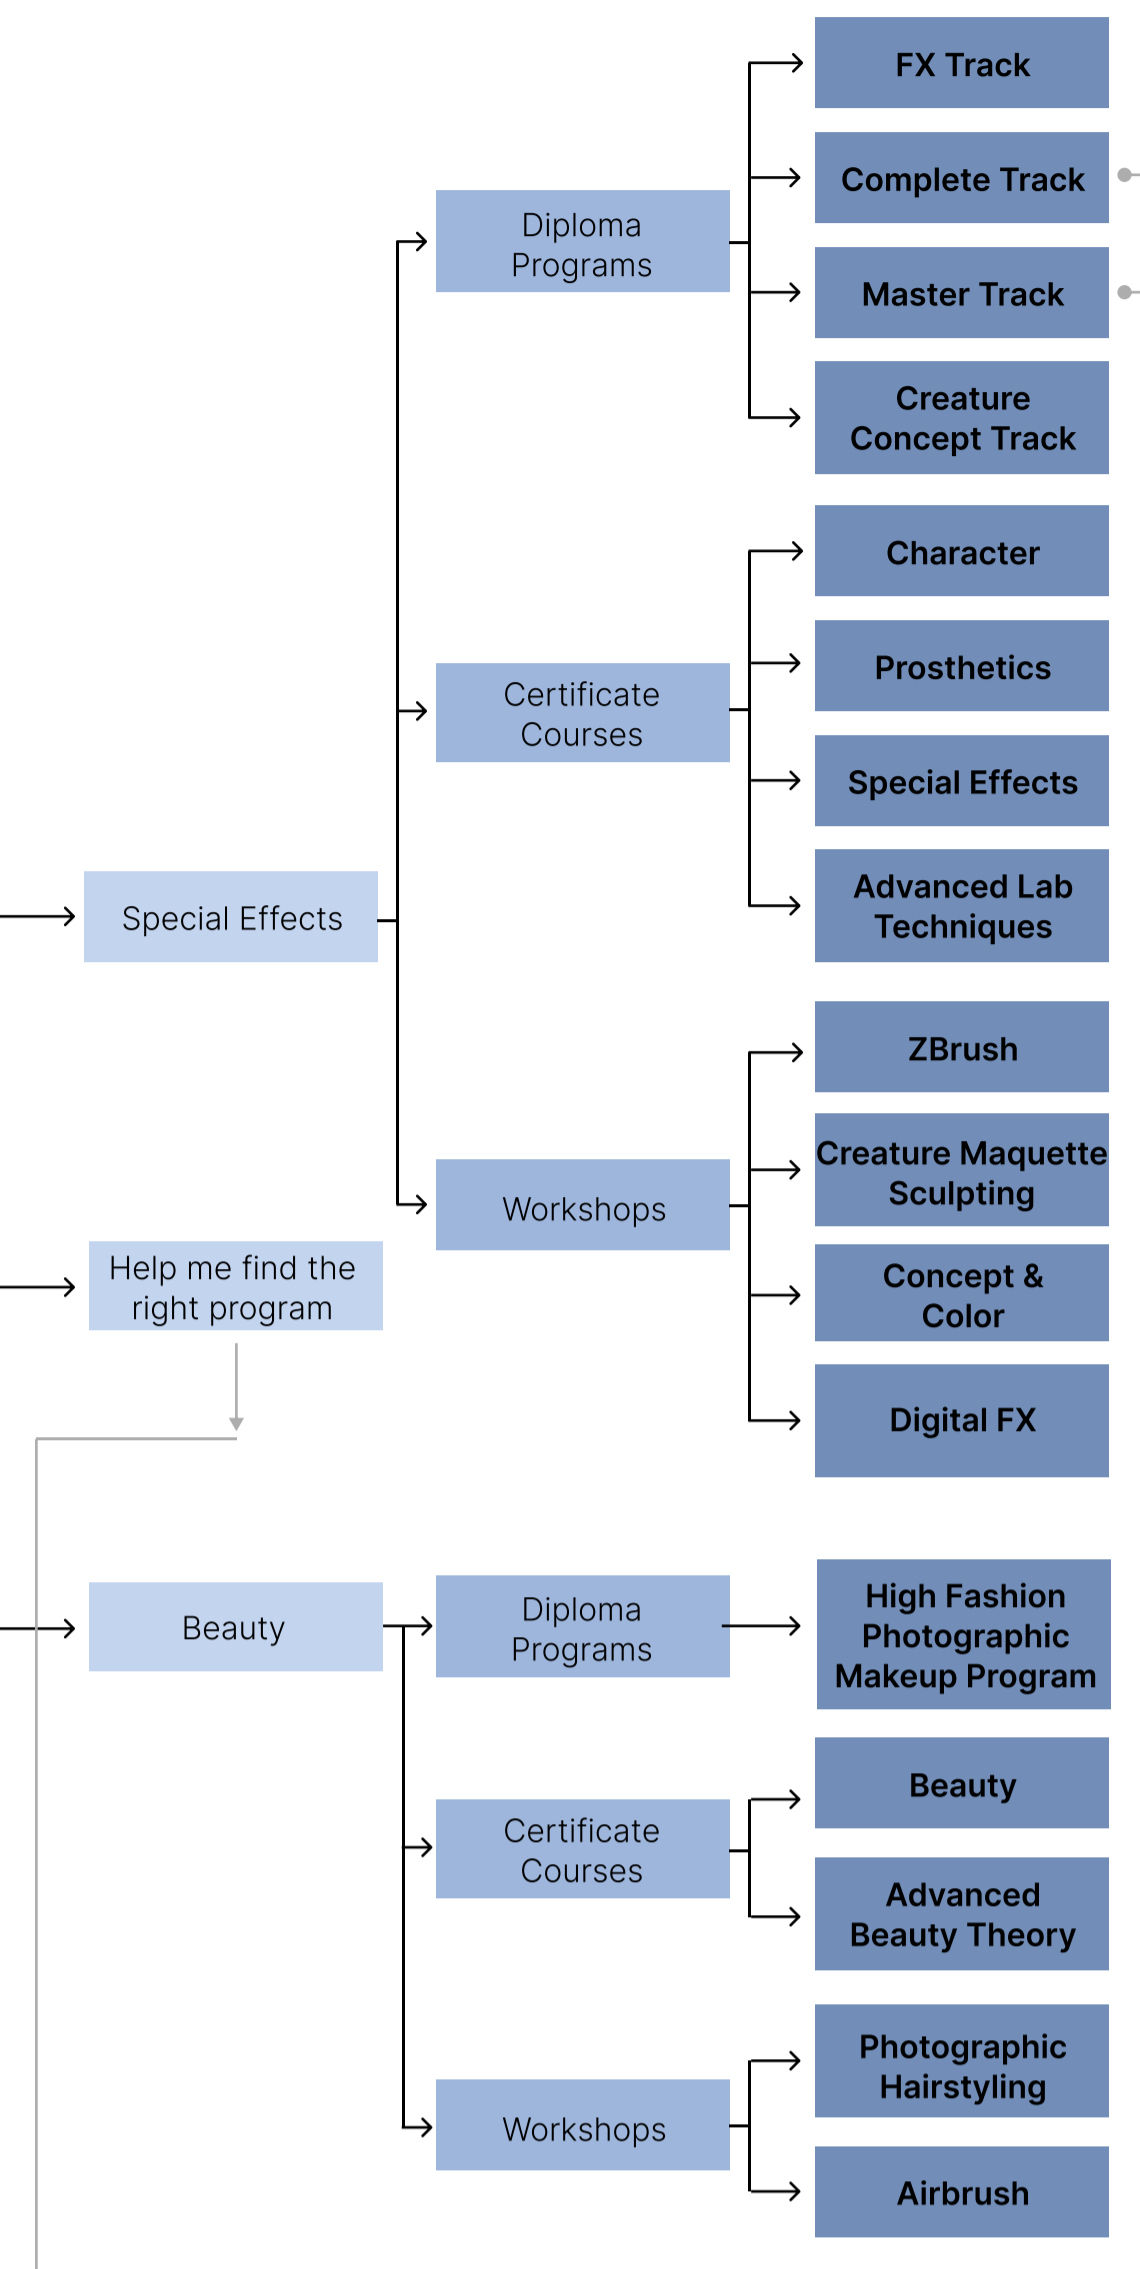 FX Track
Complete Track
Diploma
Programs
Master Track
Creature
Concept Track
Character
Prosthetics
Certificate
Courses
Special Effects
Advanced Lab
Techniques
Special Effects
ZBrush
Creature Maquette
Sculpting
Workshops
Help me find the
right program
Concept &
Color
Digital FX
Beauty
Diploma
Programs
High Fashion
Photographic
Makeup Program
Beauty
Certificate
Courses
Advanced
Beauty Theory
Photographic
Hairstyling
Workshops
Airbrush